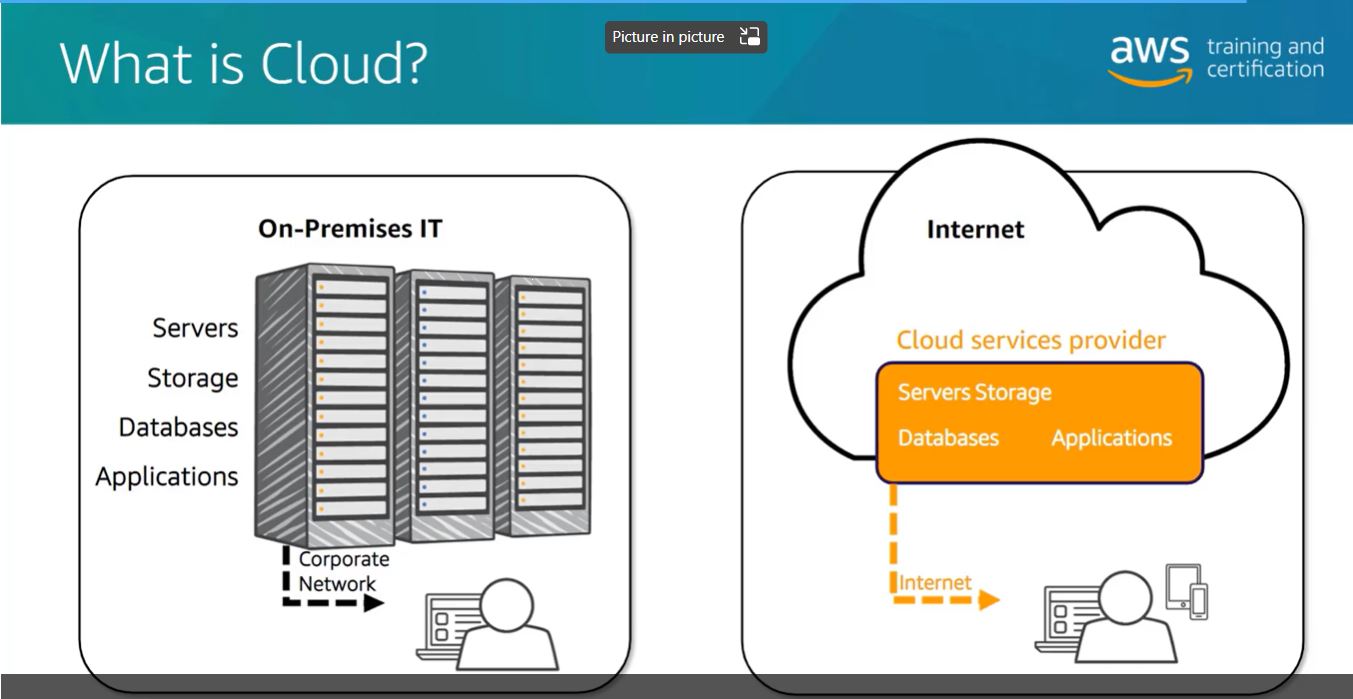 What is Cloud?
Picture in picture
aws training and
certification
On-Premises IT
Servers
Storage
Databases
Applications
Corporate
Network
Internet
Cloud services provider
Servers Storage
Databases Applications
Internet